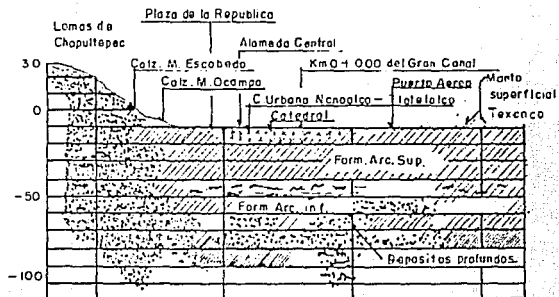 Plaza de la Republica
Lomas de
Chapultepec
Alameda Central
Calz. M. Escobedo
Km 0+000 del Gran Canal
Calz. M. Ocampo
Puerto Aereo
Manto
superficial
Texcoco
C. Urbano Nonoalco - Tlatelolco
Catedral
30
0
Form. Arc. Sup.
-50
Form. Arc. inf.
Depositos profundos.
-100